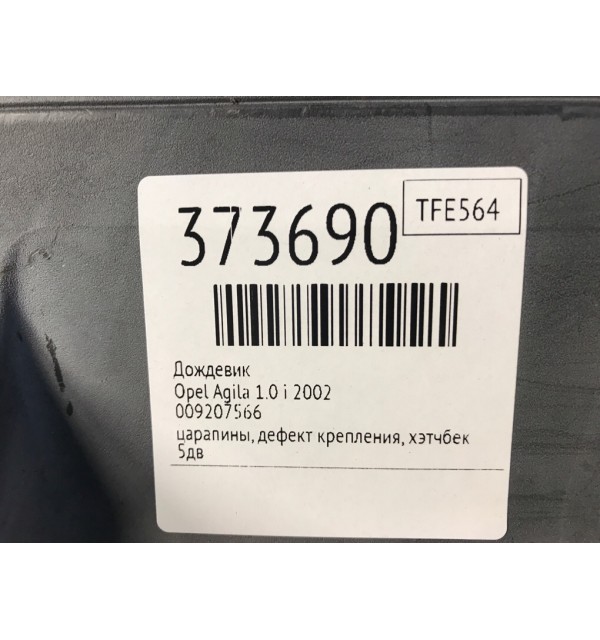 373690
TFE564
Дождевик
Opel Agila 1.0 i 2002
009207566
царапины, дефект крепления, хэтчбек
5дв